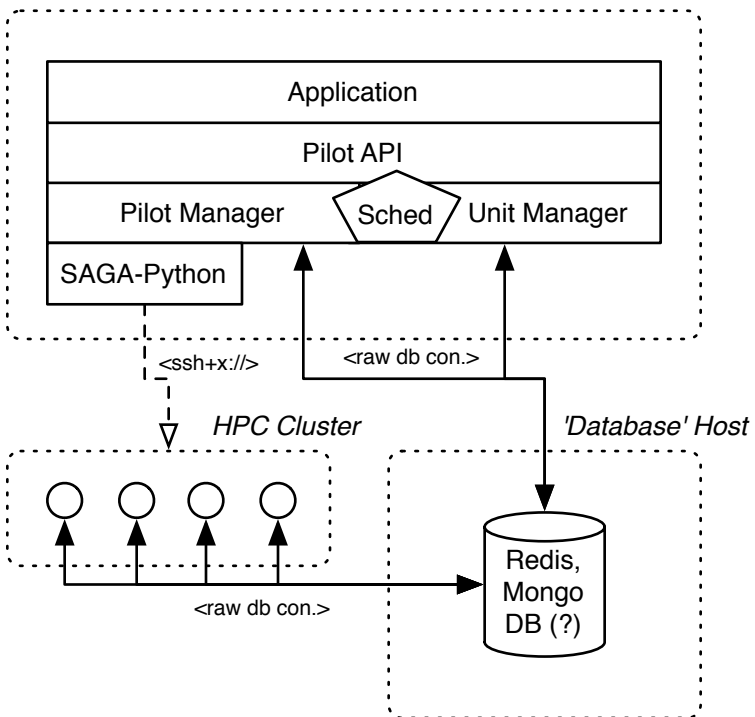 Application
Pilot API
Pilot Manager
Sched
Unit Manager
SAGA-Python
<ssh+x://>
<raw db con.>
HPC Cluster
'Database' Host
Redis,
Mongo
DB (?)
<raw db con.>